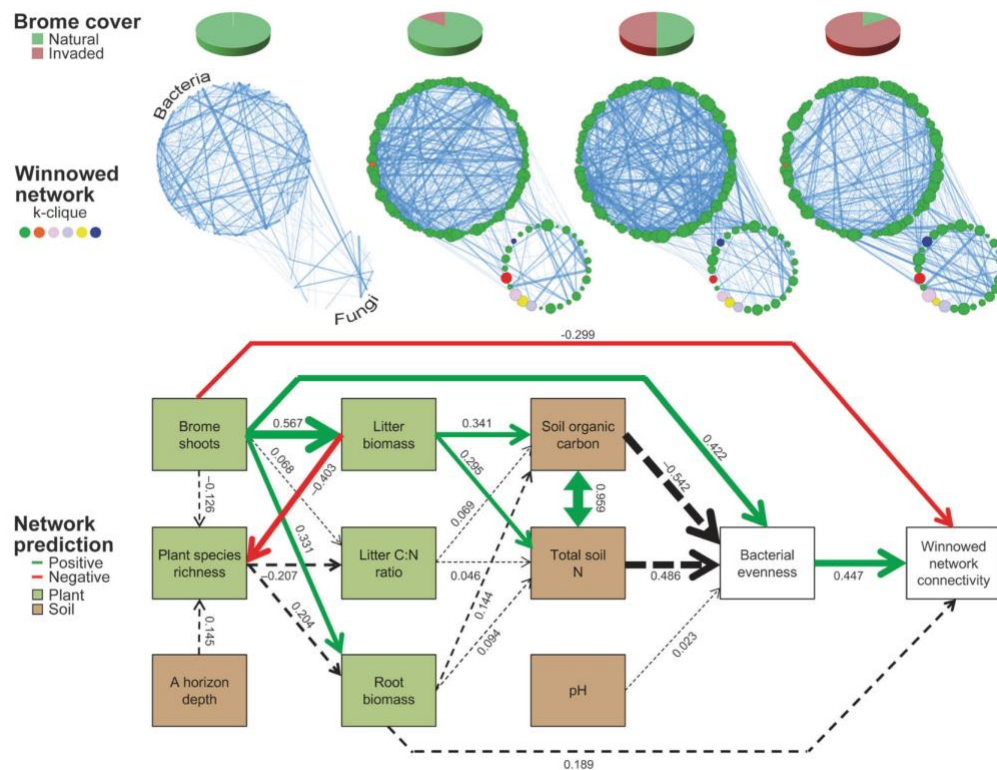 Brome cover
Natural
Invaded
Bacteria
Fungi
Winnowed
network
k-clique
-0.299
Brome
shoots
0.567
Litter
biomass
0.341
Soil organic
carbon
0.422
0.068
−0.403
0.295
−0.542
−0.126
0.069
0.959
Network
prediction
Positive
Negative
Plant
Soil
Plant species
richness
0.331
−0.207
Litter C:N
ratio
0.046
Total soil
N
0.486
Bacterial
evenness
0.447
Winnowed
network
connectivity
0.204
0.144
0.094
0.145
0.023
A horizon
depth
Root
biomass
pH
0.189